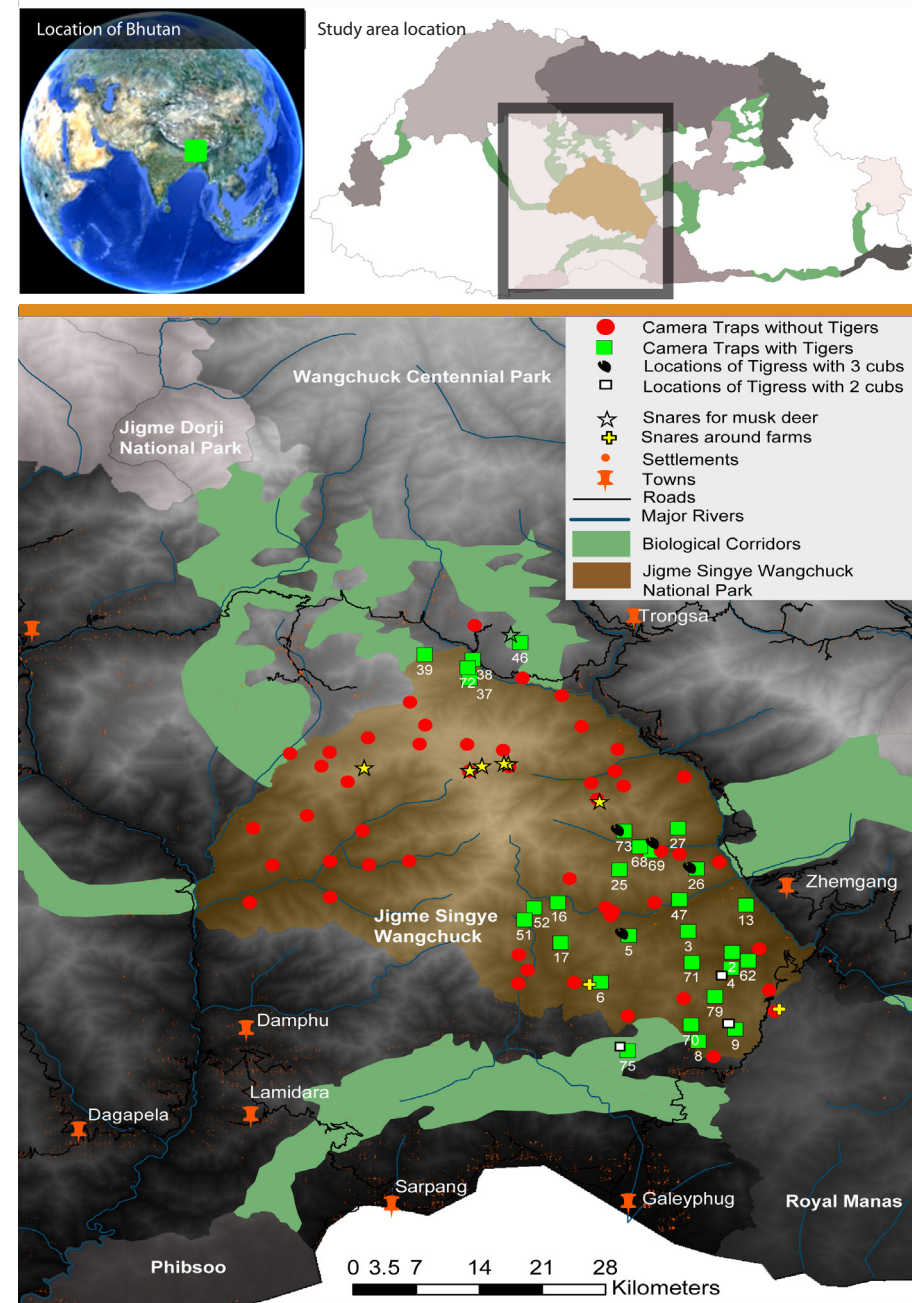 Location of Bhutan
Study area location
Camera Traps without Tigers
Camera Traps with Tigers
Locations of Tigress with 3 cubs
Locations of Tigress with 2 cubs
Snares for musk deer
Snares around farms
Settlements
Towns
Roads
Major Rivers
Biological Corridors
Jigme Singye Wangchuck
National Park
Wangchuck Centennial Park
Jigme Dorji
National Park
Trongsa
46
39
38
72
37
73
27
68
69
25
26
Zhemgang
47
13
16
52
51
Jigme Singye
Wangchuck
3
5
17
2
62
71
4
6
79
Damphu
70
9
8
75
Lamidara
Dagapela
Sarpang
Galeyphug
Royal Manas
Phibsoo
0 3.5 7 14 21 28
Kilometers